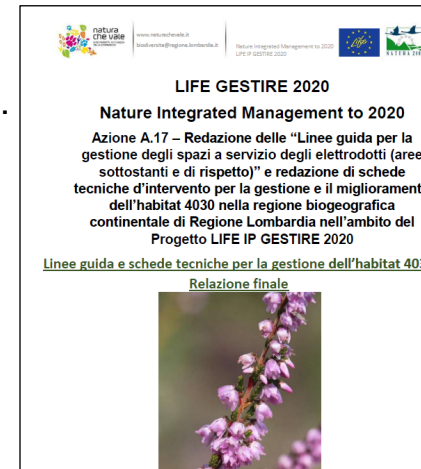 natura
che vale
www.naturachevale.it
biodiversita@regione.lombardia.it
Nature Integrated Management to 2020
LIFE IP GESTIRE 2020
Life
NATURA 2
LIFE GESTIRE 2020
Nature Integrated Management to 2020
Azione A.17 – Redazione delle “Linee guida per la
gestione degli spazi a servizio degli elettrodotti (aree
sottostanti e di rispetto)” e redazione di schede
tecniche d'intervento per la gestione e il migliorament
dell'habitat 4030 nella regione biogeografica
continentale di Regione Lombardia nell'ambito del
Progetto LIFE IP GESTIRE 2020
Linee guida e schede tecniche per la gestione dell'habitat 403
Relazione finale